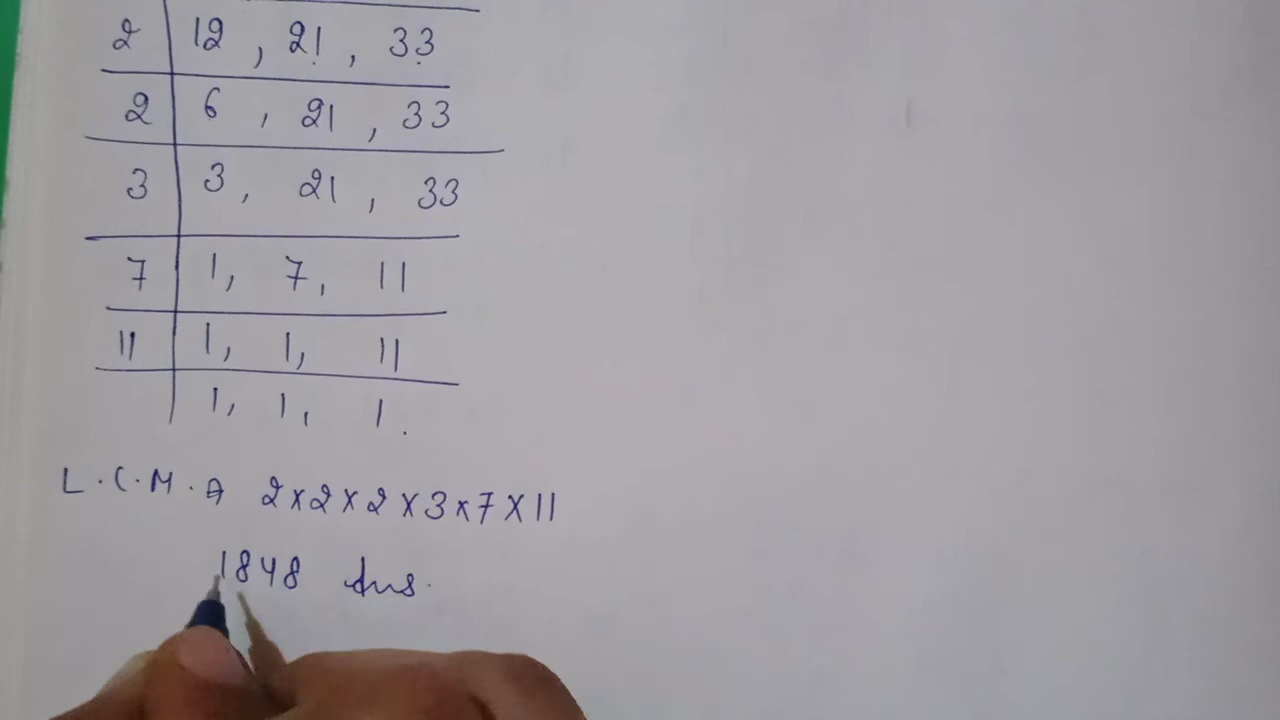 2 | 12 , 21 , 33
2 | 6 , 21 , 33
3 | 3 , 21 , 33
7 | 1, 7, 11
11 | 1, 1, 11
1, 1, 1.
L.C.M. 2×2×2×3×7×11
1848 Ans.